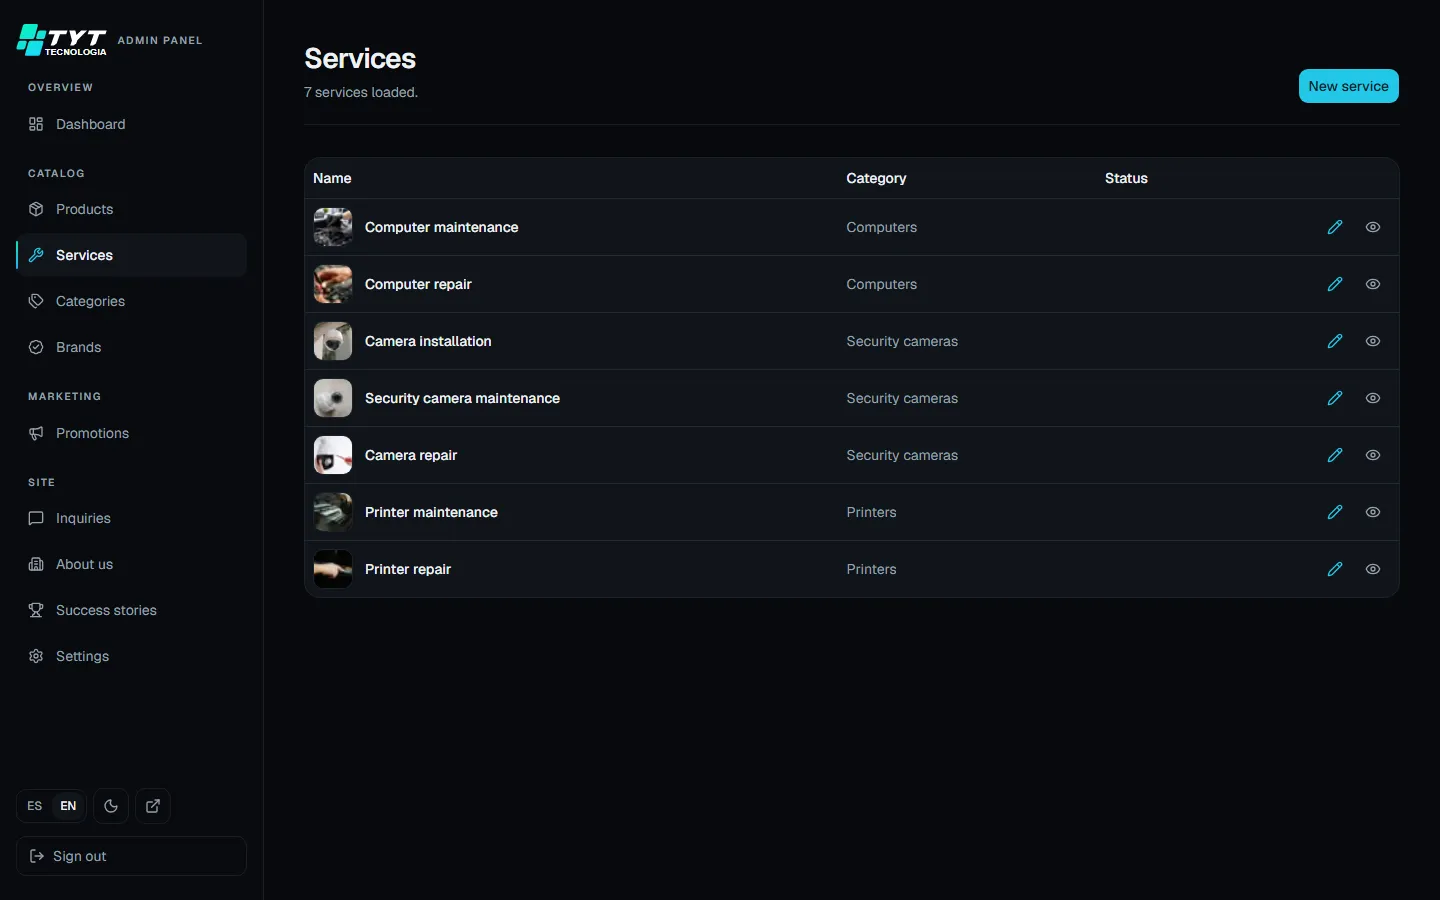 TYT
TECNOLOGIA
ADMIN PANEL
OVERVIEW
Dashboard
CATALOG
Products
Services
Categories
Brands
MARKETING
Promotions
SITE
Inquiries
About us
Success stories
Settings
ES EN
Sign out
Services
7 services loaded.
New service
Name Category Status
Computer maintenance Computers
Computer repair Computers
Camera installation Security cameras
Security camera maintenance Security cameras
Camera repair Security cameras
Printer maintenance Printers
Printer repair Printers